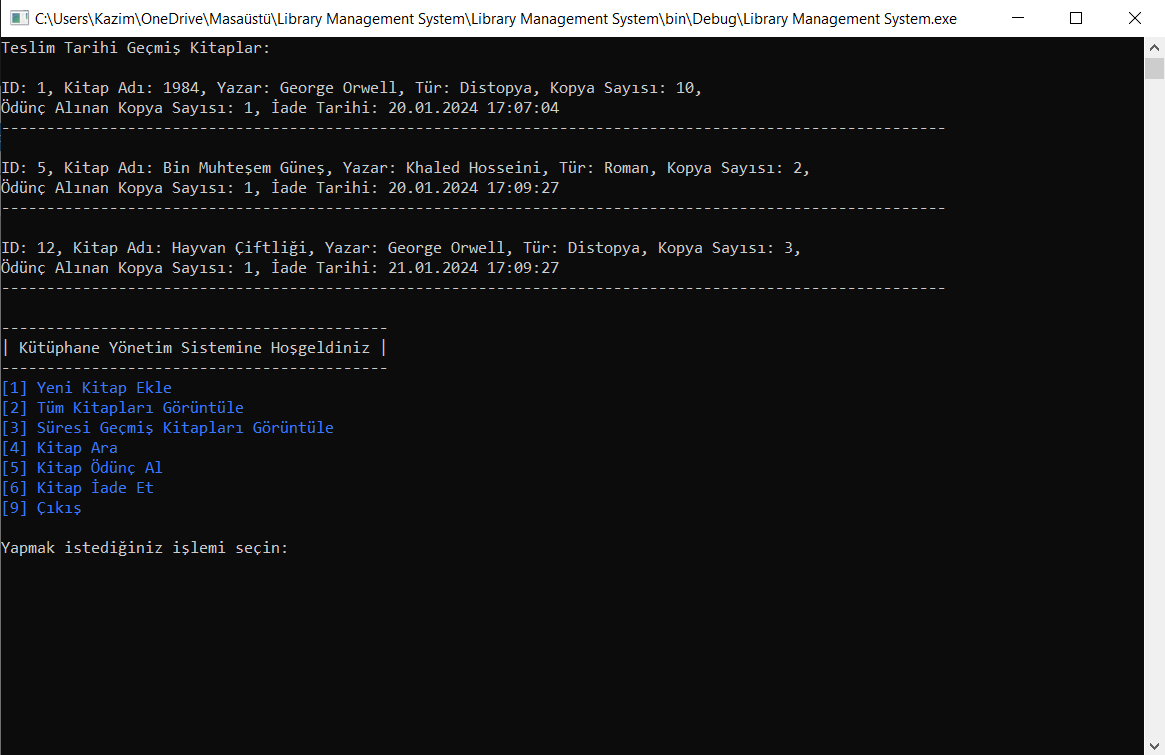 C:\Users\Kazim\OneDrive\Masaüstü\Library Management System\Library Management System\bin\Debug\Library Management System.exe
Teslim Tarihi Geçmiş Kitaplar:
ID: 1, Kitap Adı: 1984, Yazar: George Orwell, Tür: Distopya, Kopya Sayısı: 10,
Ödünç Alınan Kopya Sayısı: 1, İade Tarihi: 20.01.2024 17:07:04
---------------------------------------------------------------------------------------------------------
ID: 5, Kitap Adı: Bin Muhteşem Güneş, Yazar: Khaled Hosseini, Tür: Roman, Kopya Sayısı: 2,
Ödünç Alınan Kopya Sayısı: 1, İade Tarihi: 20.01.2024 17:09:27
---------------------------------------------------------------------------------------------------------
ID: 12, Kitap Adı: Hayvan Çiftliği, Yazar: George Orwell, Tür: Distopya, Kopya Sayısı: 3,
Ödünç Alınan Kopya Sayısı: 1, İade Tarihi: 21.01.2024 17:09:27
---------------------------------------------------------------------------------------------------------
-------------------------------------------
| Kütüphane Yönetim Sistemine Hoşgeldiniz |
-------------------------------------------
[1] Yeni Kitap Ekle
[2] Tüm Kitapları Görüntüle
[3] Süresi Geçmiş Kitapları Görüntüle
[4] Kitap Ara
[5] Kitap Ödünç Al
[6] Kitap İade Et
[9] Çıkış
Yapmak istediğiniz işlemi seçin: